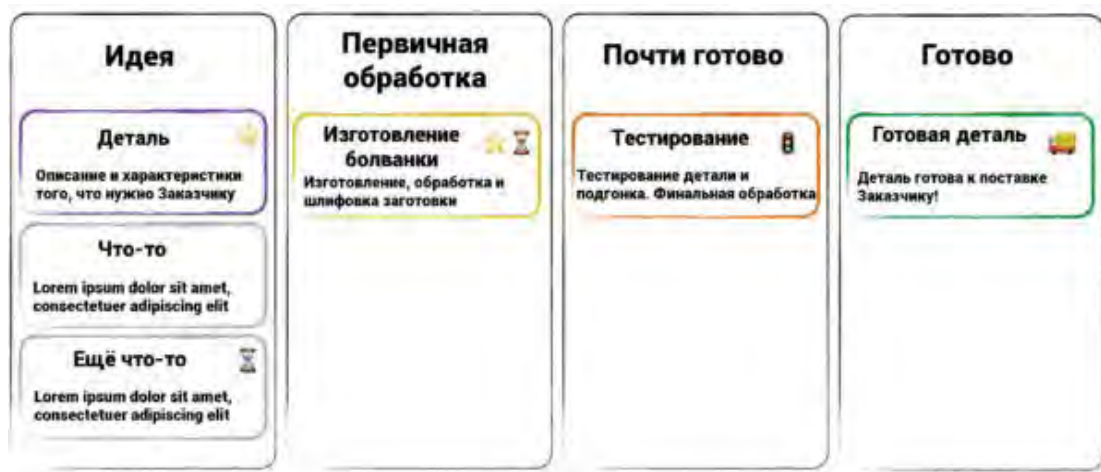 Идея
Деталь
Описание и характеристики
того, что нужно Заказчику
Что-то
Lorem ipsum dolor sit amet,
consectetuer adipiscing elit
Ещё что-то
Lorem ipsum dolor sit amet,
consectetuer adipiscing elit
Первичная
обработка
Изготовление
болванки
Изготовление, обработка и
шлифовка заготовки
Почти готово
Тестирование
Тестирование детали и
подгонка. Финальная обработка
Готово
Готовая деталь
Деталь готова к поставке
Заказчику!